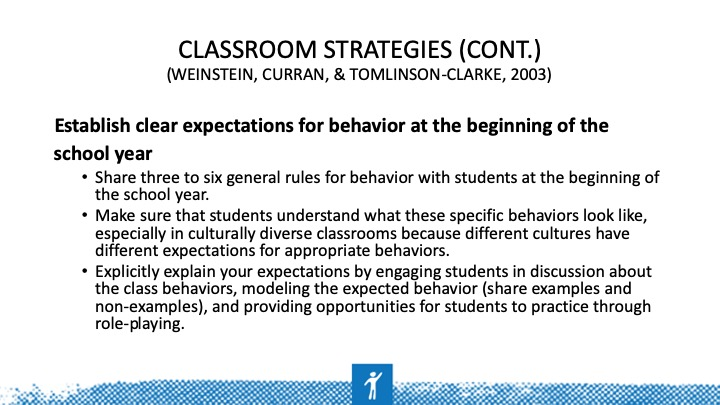 CLASSROOM STRATEGIES (CONT.)
(WEINSTEIN, CURRAN, & TOMLINSON-CLARKE, 2003)
Establish clear expectations for behavior at the beginning of the
school year
• Share three to six general rules for behavior with students at the beginning of
the school year.
• Make sure that students understand what these specific behaviors look like,
especially in culturally diverse classrooms because different cultures have
different expectations for appropriate behaviors.
• Explicitly explain your expectations by engaging students in discussion about
the class behaviors, modeling the expected behavior (share examples and
non-examples), and providing opportunities for students to practice through
role-playing.